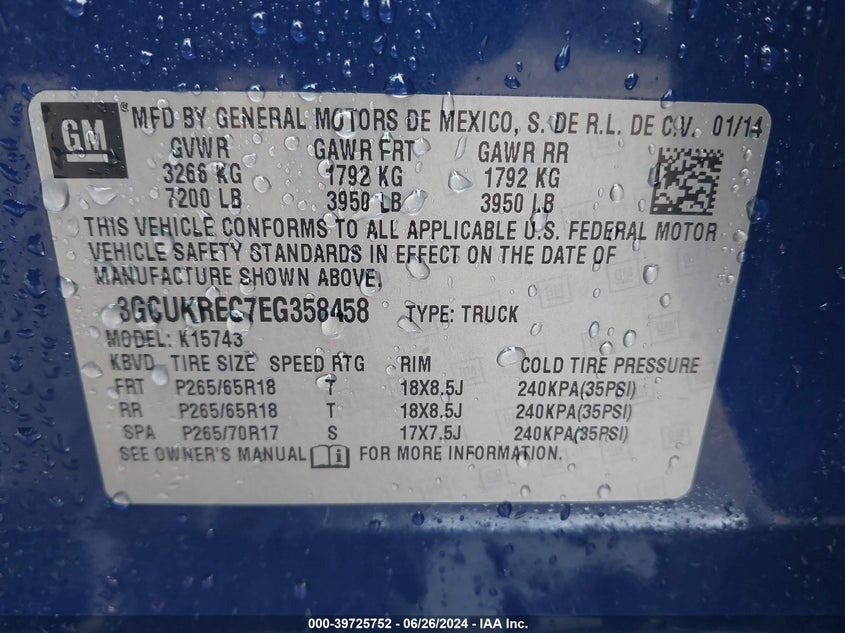 GM
® MFD BY GENERAL MOTORS DE MEXICO, S. DE R.L. DE C.V. 01/14
GVWR GAWR FRT GAWR RR
3266 KG 1792 KG 1792 KG
7200 LB 3950 LB 3950 LB
THIS VEHICLE CONFORMS TO ALL APPLICABLE U.S. FEDERAL MOTOR
VEHICLE SAFETY STANDARDS IN EFFECT ON THE DATE OF
MANUFACTURE SHOWN ABOVE.
3GCUKREC7EG358458 TYPE: TRUCK
MODEL: K15743
KBVD TIRE SIZE SPEED RTG RIM COLD TIRE PRESSURE
FRT P265/65R18 T 18X8.5J 240KPA(35PSI)
RR P265/65R18 T 18X8.5J 240KPA(35PSI)
SPA P265/70R17 S 17X7.5J 240KPA(35PSI)
SEE OWNER'S MANUAL FOR MORE INFORMATION.
000-39725752 - 06/26/2024 - IAA Inc.